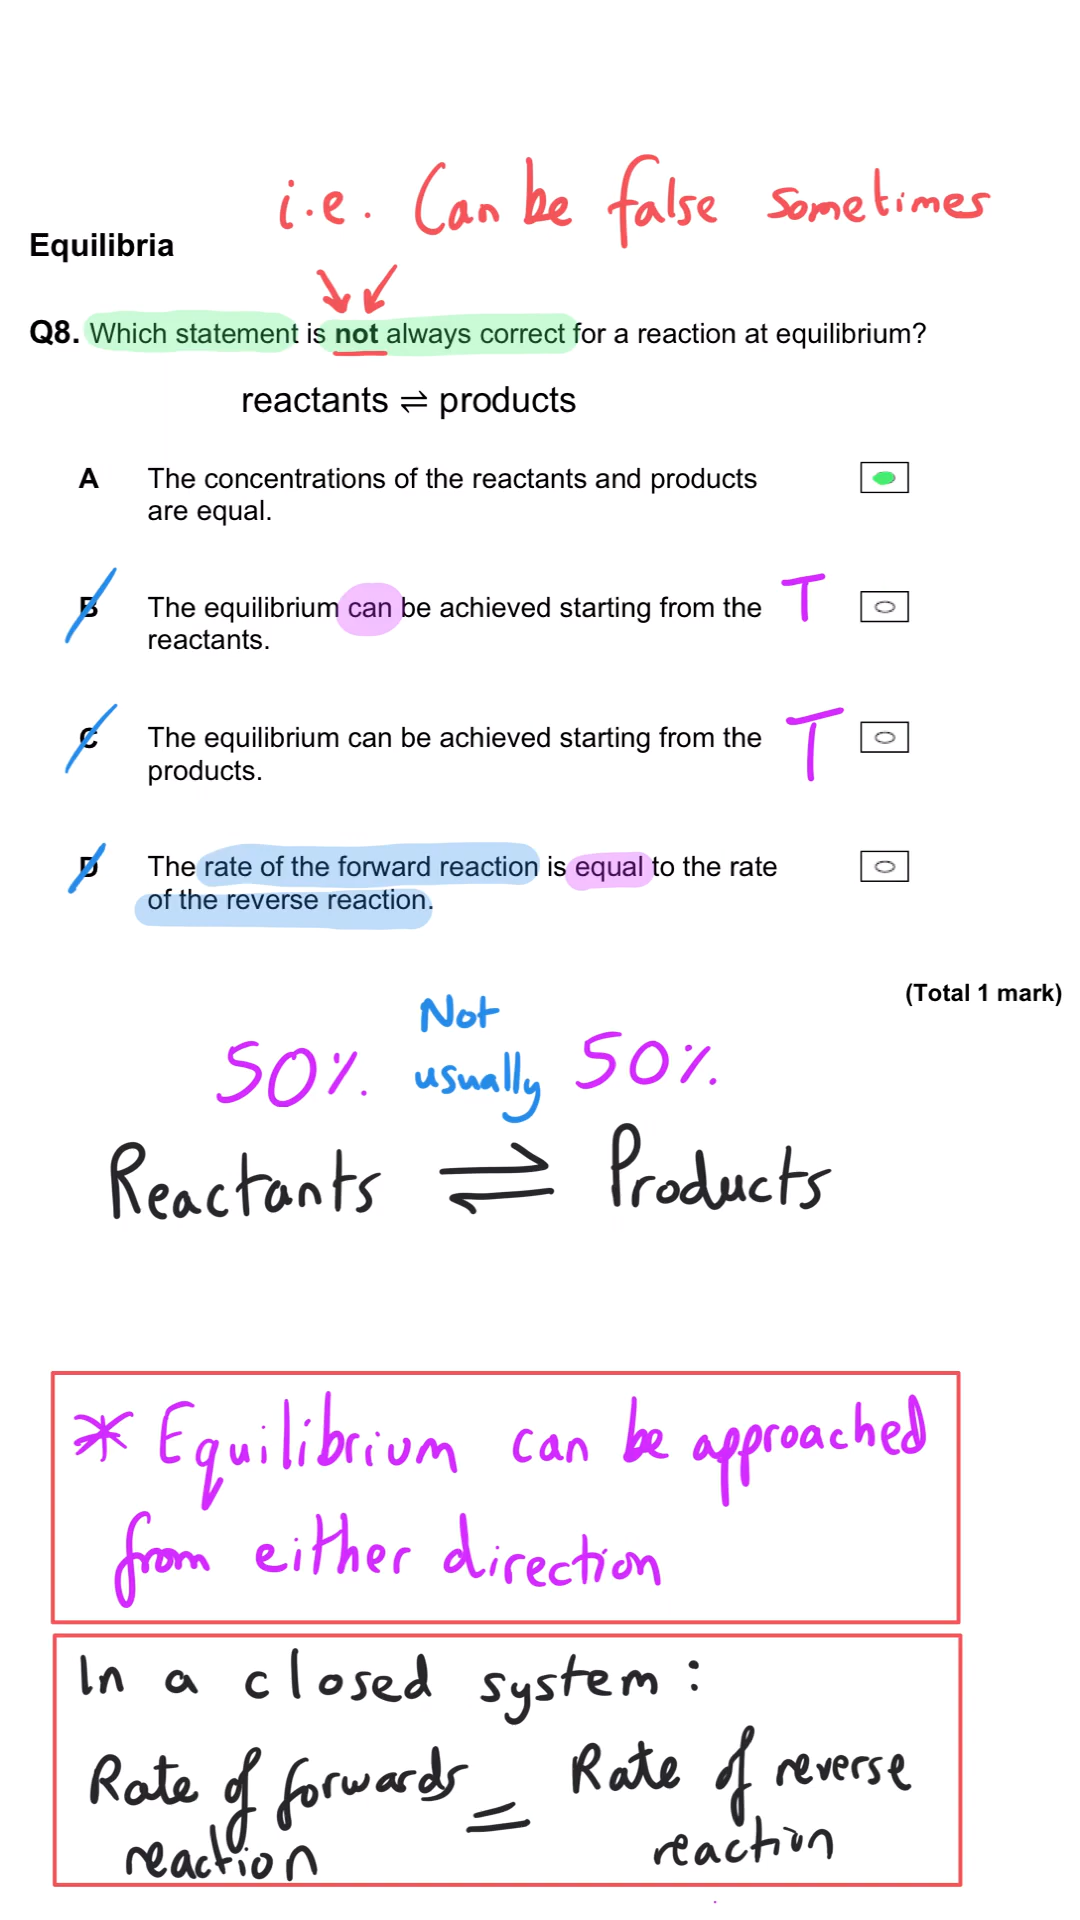 i.e. Can be false sometimes
Equilibria
Q8. Which statement is not always correct for a reaction at equilibrium?
reactants ⇌ products
A The concentrations of the reactants and products
are equal.
B The equilibrium can be achieved starting from the T
reactants.
C The equilibrium can be achieved starting from the T
products.
D The rate of the forward reaction is equal to the rate
of the reverse reaction.
(Total 1 mark)
Not
50% usually 50%
Reactants ⇌ Products
* Equilibrium can be approached
from either direction
In a closed system:
Rate of forwards = Rate of reverse
reaction reaction